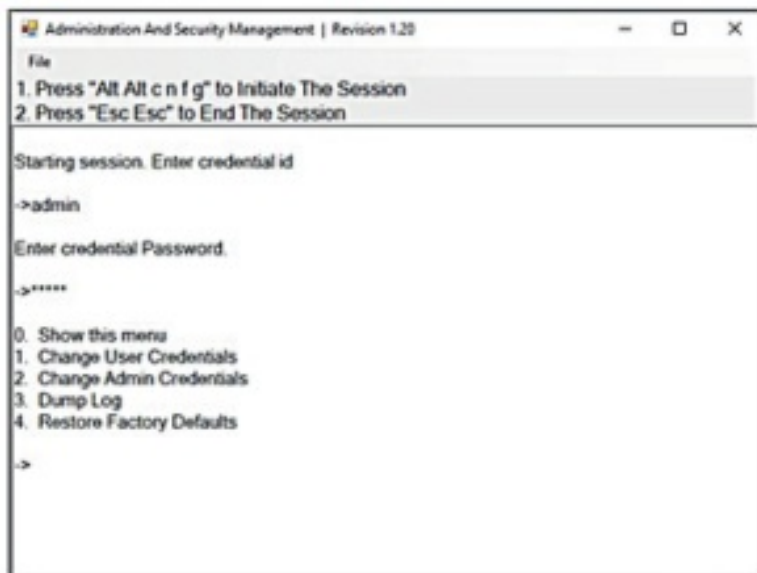 Administration And Security Management | Revision 1.20
File
1. Press "Alt Alt c n f g" to Initiate The Session
2. Press "Esc Esc" to End The Session
Starting session. Enter credential id
->admin
Enter credential Password.
->*****
0. Show this menu
1. Change User Credentials
2. Change Admin Credentials
3. Dump Log
4. Restore Factory Defaults
->